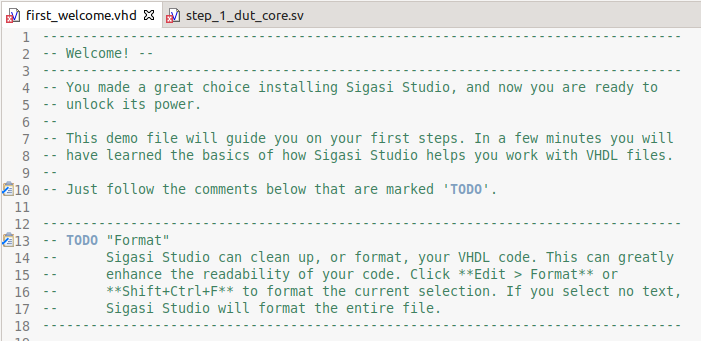 first_welcome.vhd step_1_dut_core.sv
1 --------------------------------------------------------------------------------
2 -- Welcome! --
3 --------------------------------------------------------------------------------
4 -- You made a great choice installing Sigasi Studio, and now you are ready to
5 -- unlock its power.
6 --
7 -- This demo file will guide you on your first steps. In a few minutes you will
8 -- have learned the basics of how Sigasi Studio helps you work with VHDL files.
9 --
10 -- Just follow the comments below that are marked 'TODO'.
11
12 --------------------------------------------------------------------------------
13 -- TODO "Format"
14 --      Sigasi Studio can clean up, or format, your VHDL code. This can greatly
15 --      enhance the readability of your code. Click **Edit > Format** or
16 --      **Shift+Ctrl+F** to format the current selection. If you select no text,
17 --      Sigasi Studio will format the entire file.
18 --------------------------------------------------------------------------------